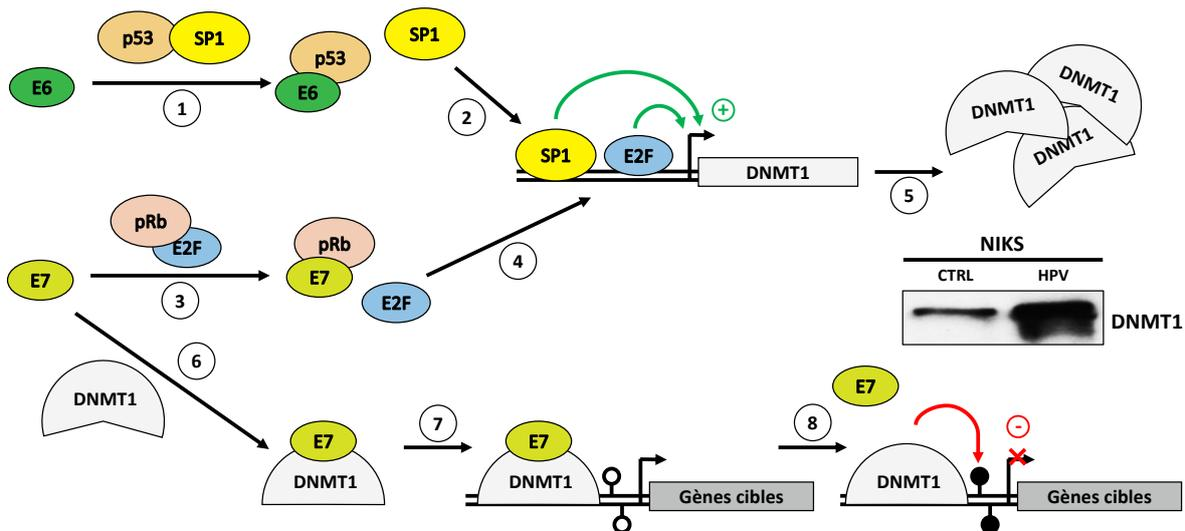 p53 SP1
SP1
p53
E6
E6
1
2
+
SP1 E2F
DNMT1
DNMT1
DNMT1
DNMT1
5
pRb
E2F
pRb
E7
E7
3
E2F
4
NIKS
CTRL HPV
DNMT1
6
DNMT1
E7
DNMT1
7
E7
DNMT1
Gènes cibles
8
E7
-
DNMT1
Gènes cibles